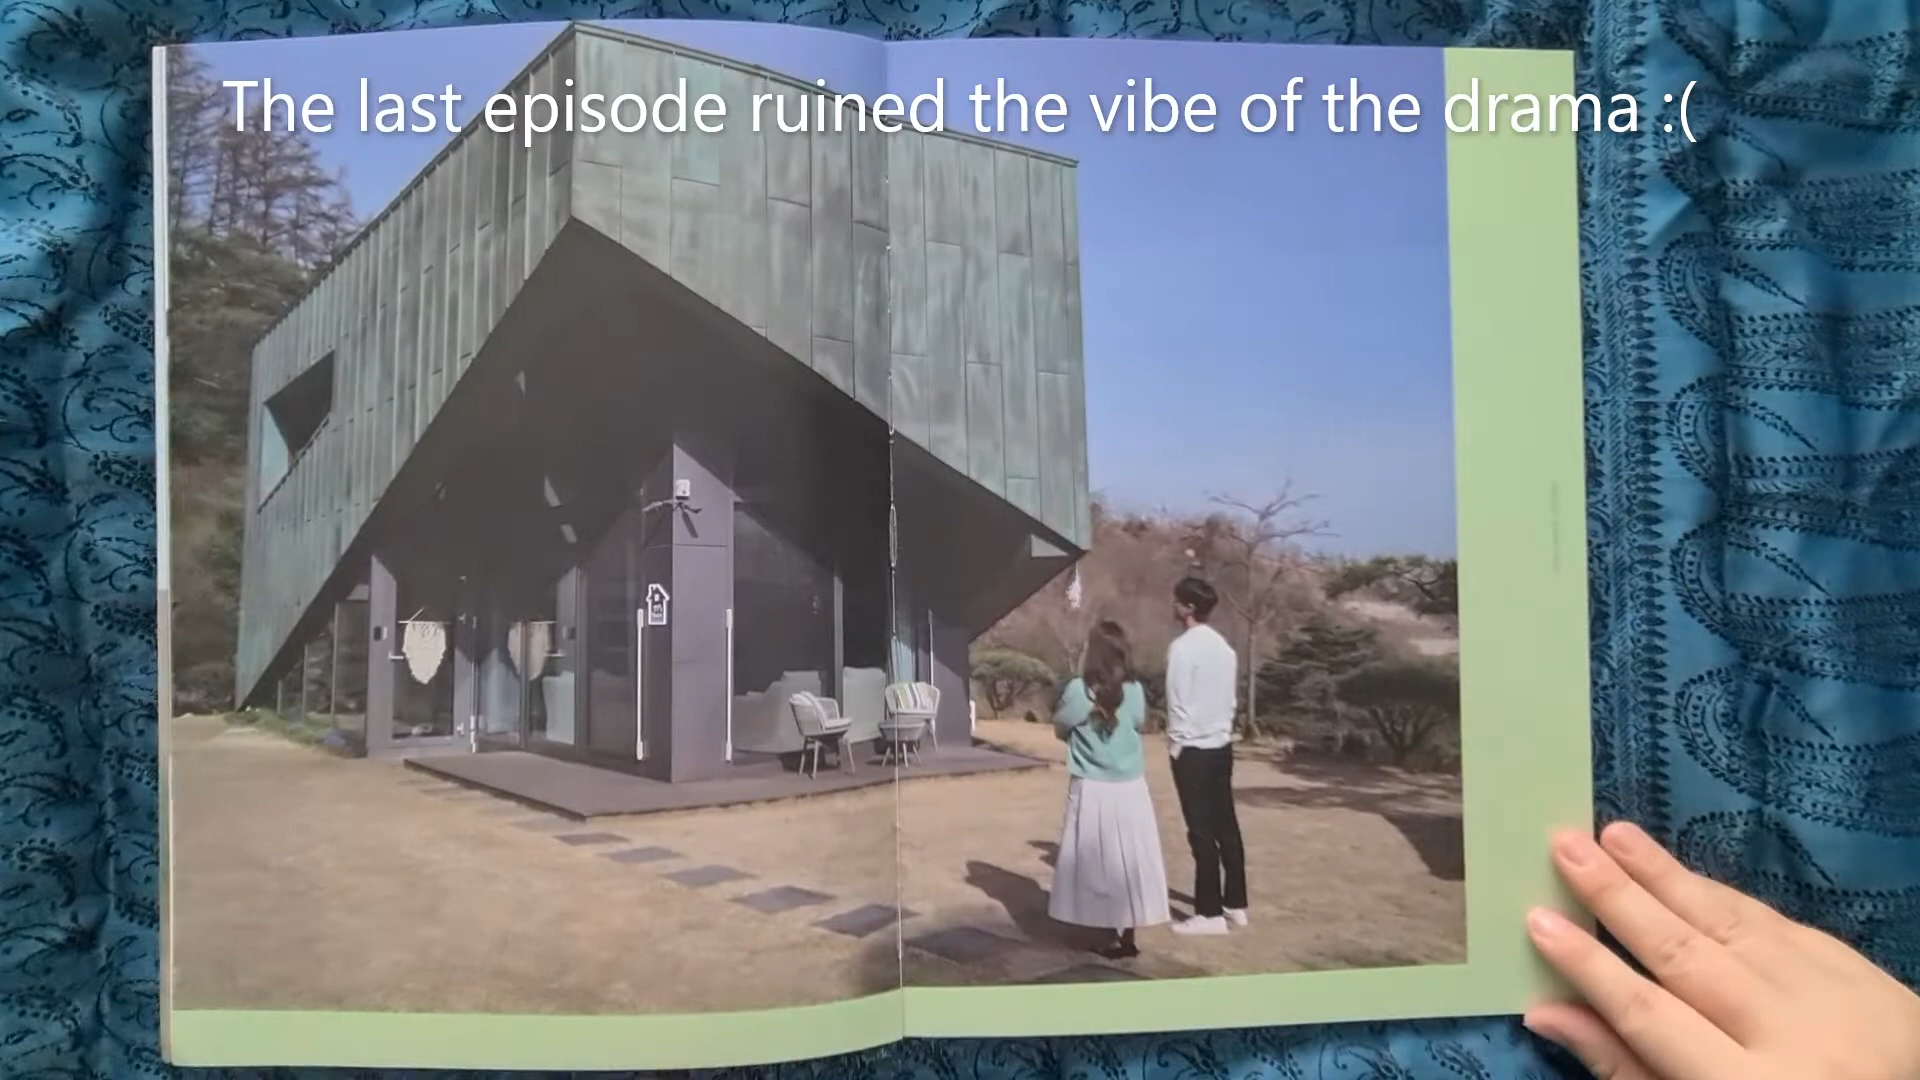 The last episode ruined the vibe of the drama :(